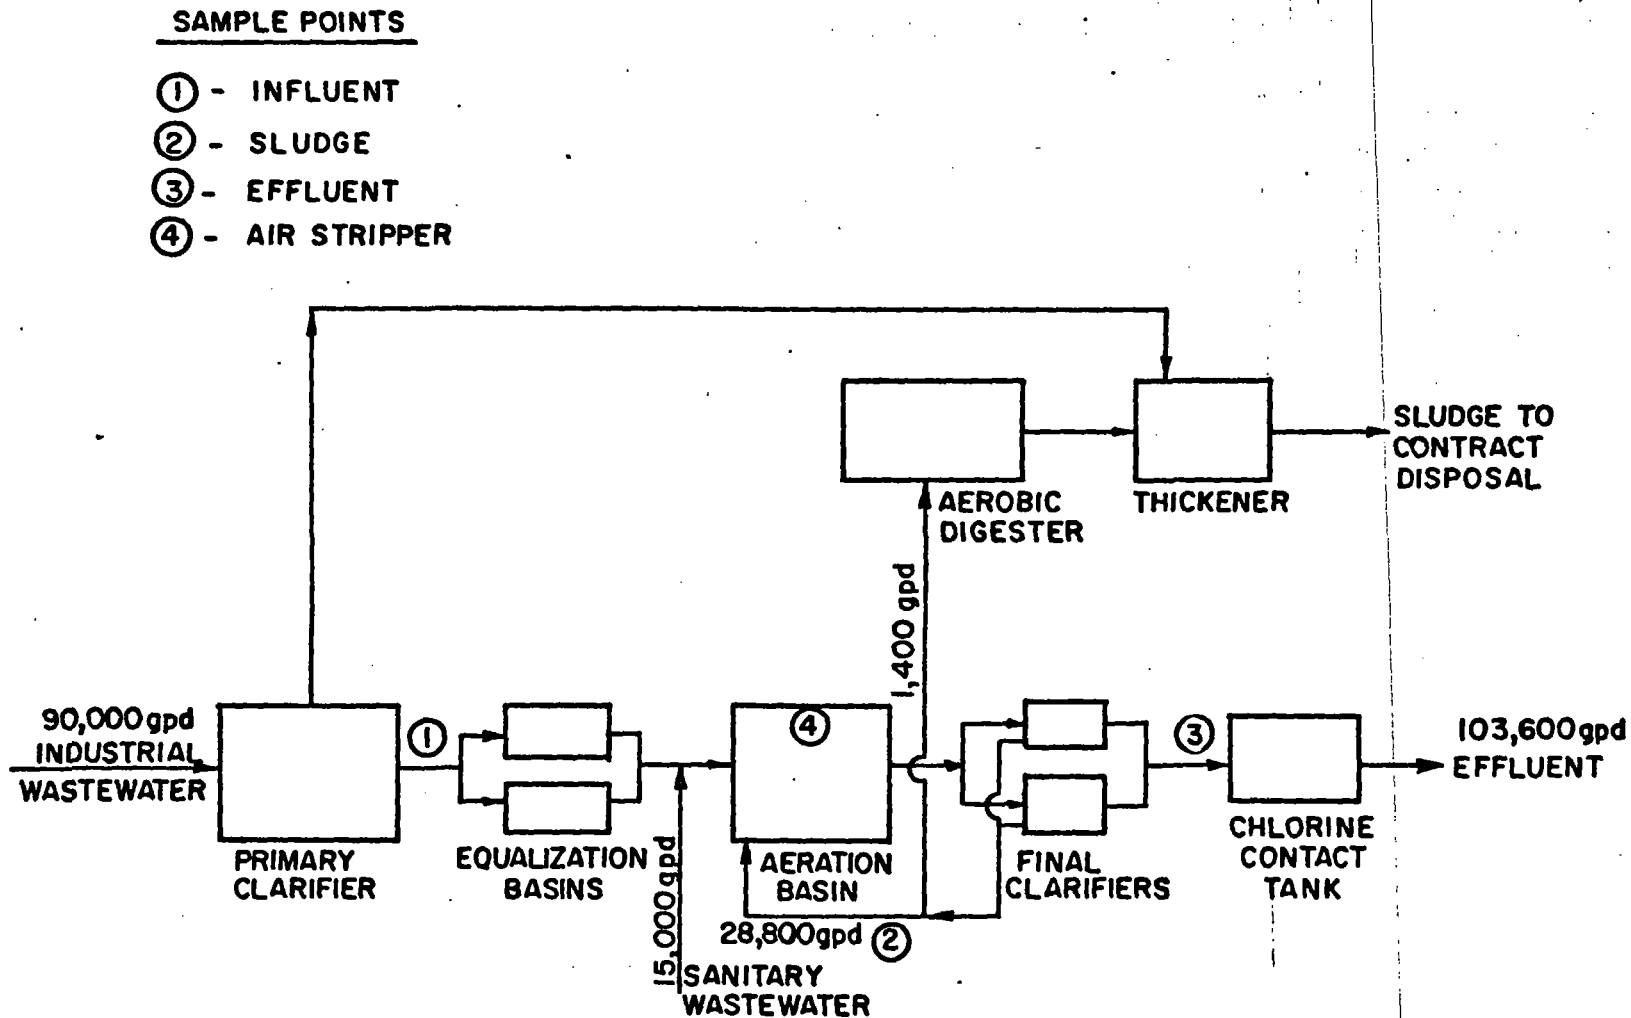 SAMPLE POINTS
① - INFLUENT
② - SLUDGE
③ - EFFLUENT
④ - AIR STRIPPER
SLUDGE TO
CONTRACT
DISPOSAL
AEROBIC
DIGESTER
THICKENER
1,400 gpd
90,000 gpd
INDUSTRIAL
WASTEWATER
①
④
③
103,600 gpd
EFFLUENT
PRIMARY
CLARIFIER
EQUALIZATION
BASINS
AERATION
BASIN
FINAL
CLARIFIERS
CHLORINE
CONTACT
TANK
28,800 gpd ②
15,000 gpd
SANITARY
WASTEWATER